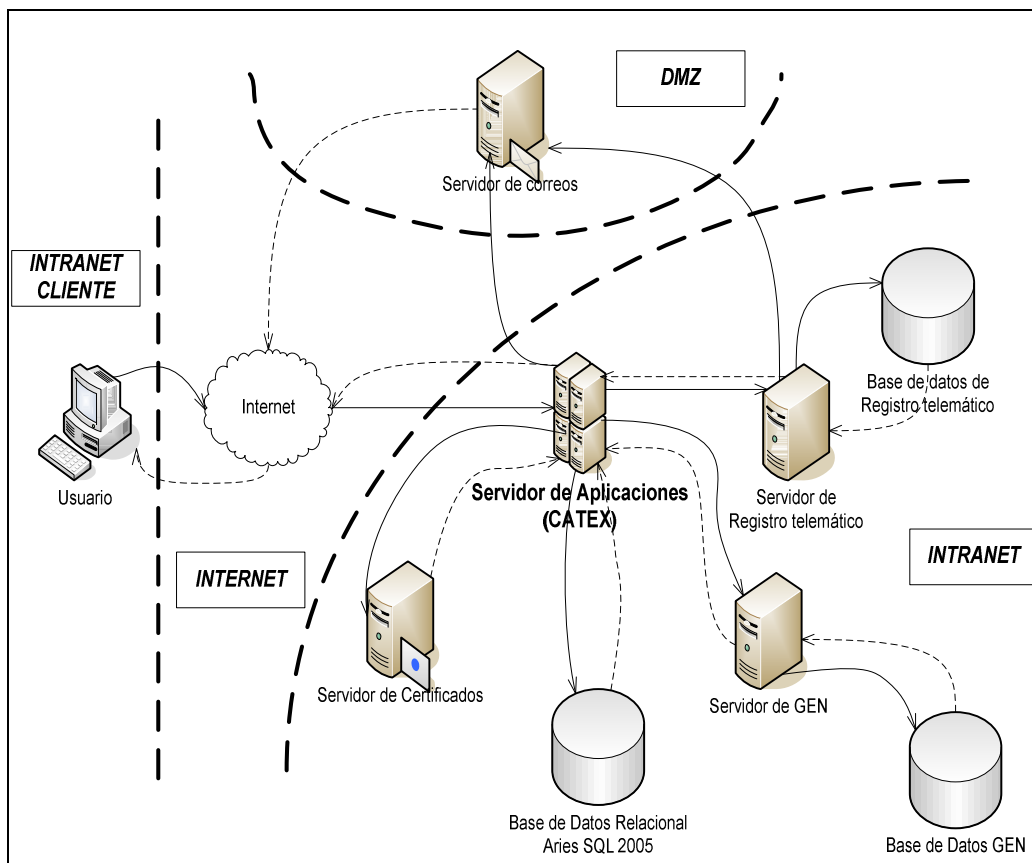 DMZ
Servidor de correos
INTRANET
CLIENTE
Internet
Usuario
Base de datos de
Registro telemático
Servidor de Aplicaciones
(CATEX)
Servidor de
Registro telemático
INTERNET
INTRANET
Servidor de Certificados
Servidor de GEN
Base de Datos Relacional
Aries SQL 2005
Base de Datos GEN